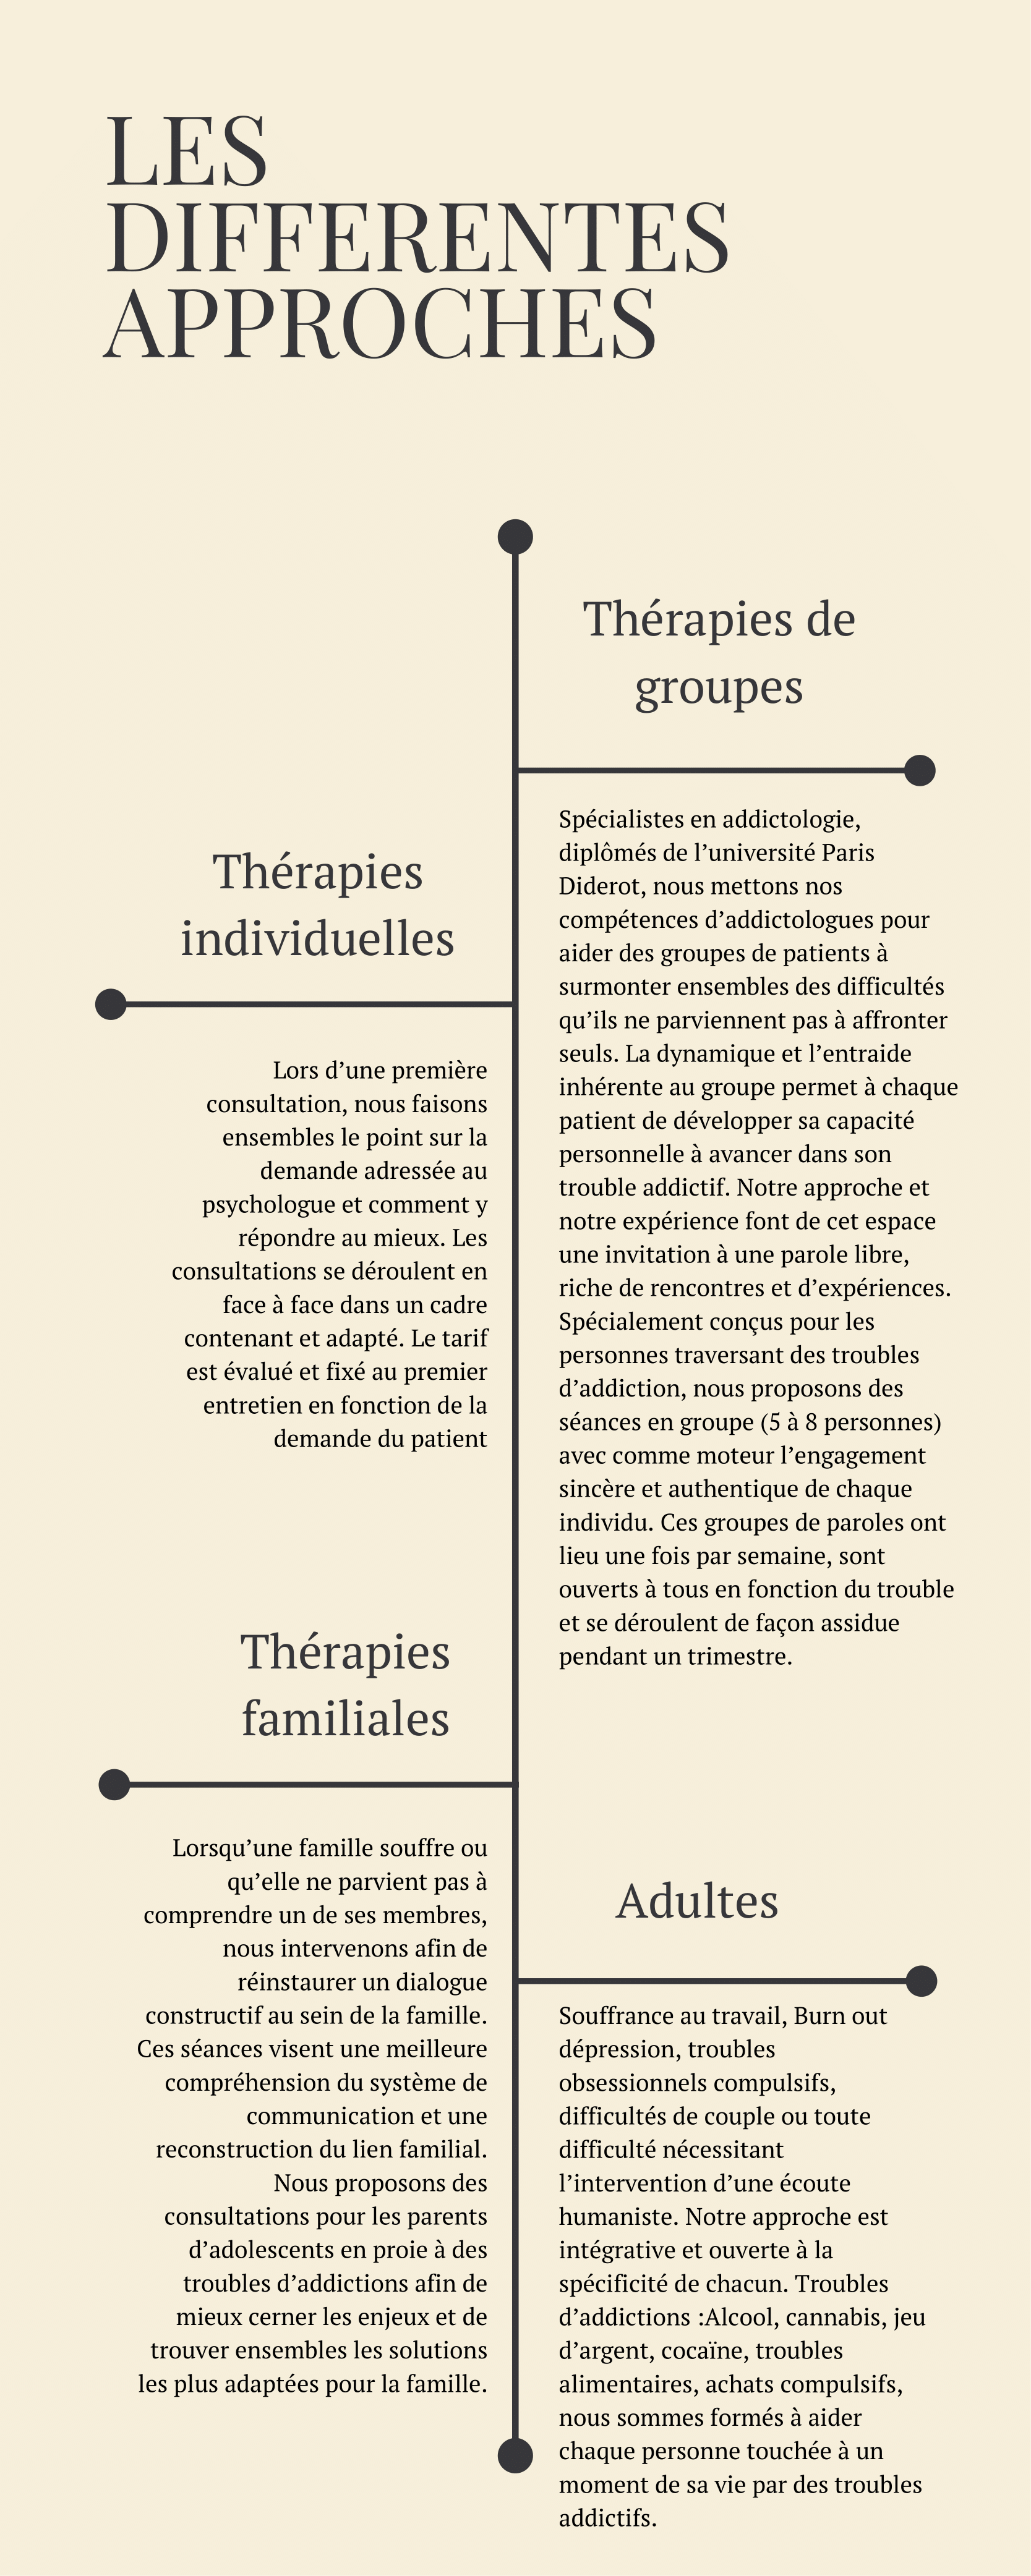 LES
DIFFERENTES
APPROCHES
Thérapies de
groupes
Spécialistes en addictologie,
diplômés de l’université Paris
Diderot, nous mettons nos
compétences d’addictologues pour
aider des groupes de patients à
surmonter ensembles des difficultés
qu’ils ne parviennent pas à affronter
seuls. La dynamique et l’entraide
inhérente au groupe permet à chaque
patient de développer sa capacité
personnelle à avancer dans son
trouble addictif. Notre approche et
notre expérience font de cet espace
une invitation à une parole libre,
riche de rencontres et d’expériences.
Spécialement conçus pour les
personnes traversant des troubles
d’addiction, nous proposons des
séances en groupe (5 à 8 personnes)
avec comme moteur l’engagement
sincère et authentique de chaque
individu. Ces groupes de paroles ont
lieu une fois par semaine, sont
ouverts à tous en fonction du trouble
et se déroulent de façon assidue
pendant un trimestre.
Thérapies
individuelles
Lors d’une première
consultation, nous faisons
ensembles le point sur la
demande adressée au
psychologue et comment y
répondre au mieux. Les
consultations se déroulent en
face à face dans un cadre
contenant et adapté. Le tarif
est évalué et fixé au premier
entretien en fonction de la
demande du patient
Thérapies
familiales
Lorsqu’une famille souffre ou
qu’elle ne parvient pas à
comprendre un de ses membres,
nous intervenons afin de
réinstaurer un dialogue
constructif au sein de la famille.
Ces séances visent une meilleure
compréhension du système de
communication et une
reconstruction du lien familial.
Nous proposons des
consultations pour les parents
d’adolescents en proie à des
troubles d’addictions afin de
mieux cerner les enjeux et de
trouver ensembles les solutions
les plus adaptées pour la famille.
Adultes
Souffrance au travail, Burn out
dépression, troubles
obsessionnels compulsifs,
difficultés de couple ou toute
difficulté nécessitant
l’intervention d’une écoute
humaniste. Notre approche est
intégrative et ouverte à la
spécificité de chacun. Troubles
d’addictions :Alcool, cannabis, jeu
d’argent, cocaïne, troubles
alimentaires, achats compulsifs,
nous sommes formés à aider
chaque personne touchée à un
moment de sa vie par des troubles
addictifs.